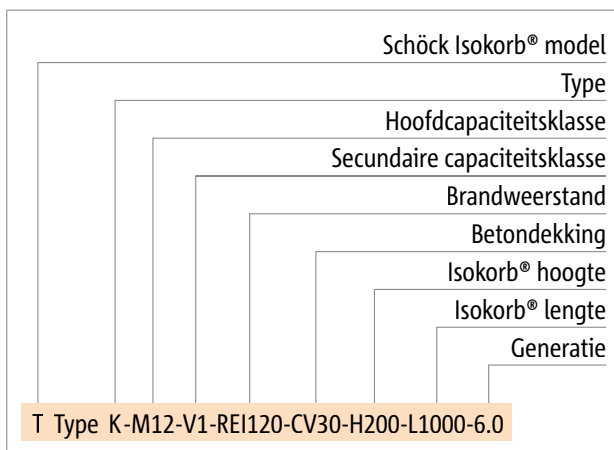 Schöck Isokorb® model
Type
Hoofdcapaciteitsklasse
Secundaire capaciteitsklasse
Brandweerstand
Betondekking
Isokorb® hoogte
Isokorb® lengte
Generatie
T Type K-M12-V1-REI120-CV30-H200-L1000-6.0